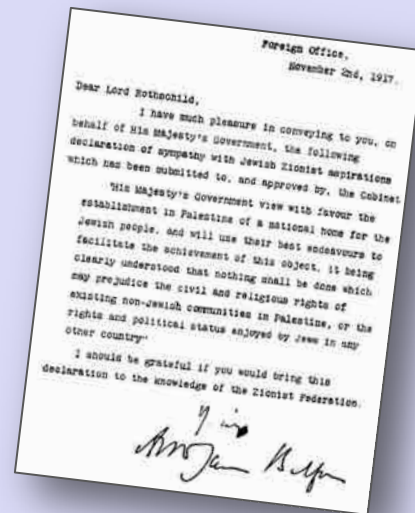 Foreign Office,
November 2nd, 1917.
Dear Lord Rothschild,
I have much pleasure in conveying to you, on
behalf of His Majesty's Government, the following
declaration of sympathy with Jewish Zionist aspirations
which has been submitted to, and approved by, the Cabinet
"His Majesty's Government view with favour the
establishment in Palestine of a national home for the
Jewish people, and will use their best endeavours to
facilitate the achievement of this object, it being
clearly understood that nothing shall be done which
may prejudice the civil and religious rights of
existing non-Jewish communities in Palestine, or the
rights and political status enjoyed by Jews in any
other country"
I should be grateful if you would bring this
declaration to the knowledge of the Zionist Federation.
Arthur James Balfour